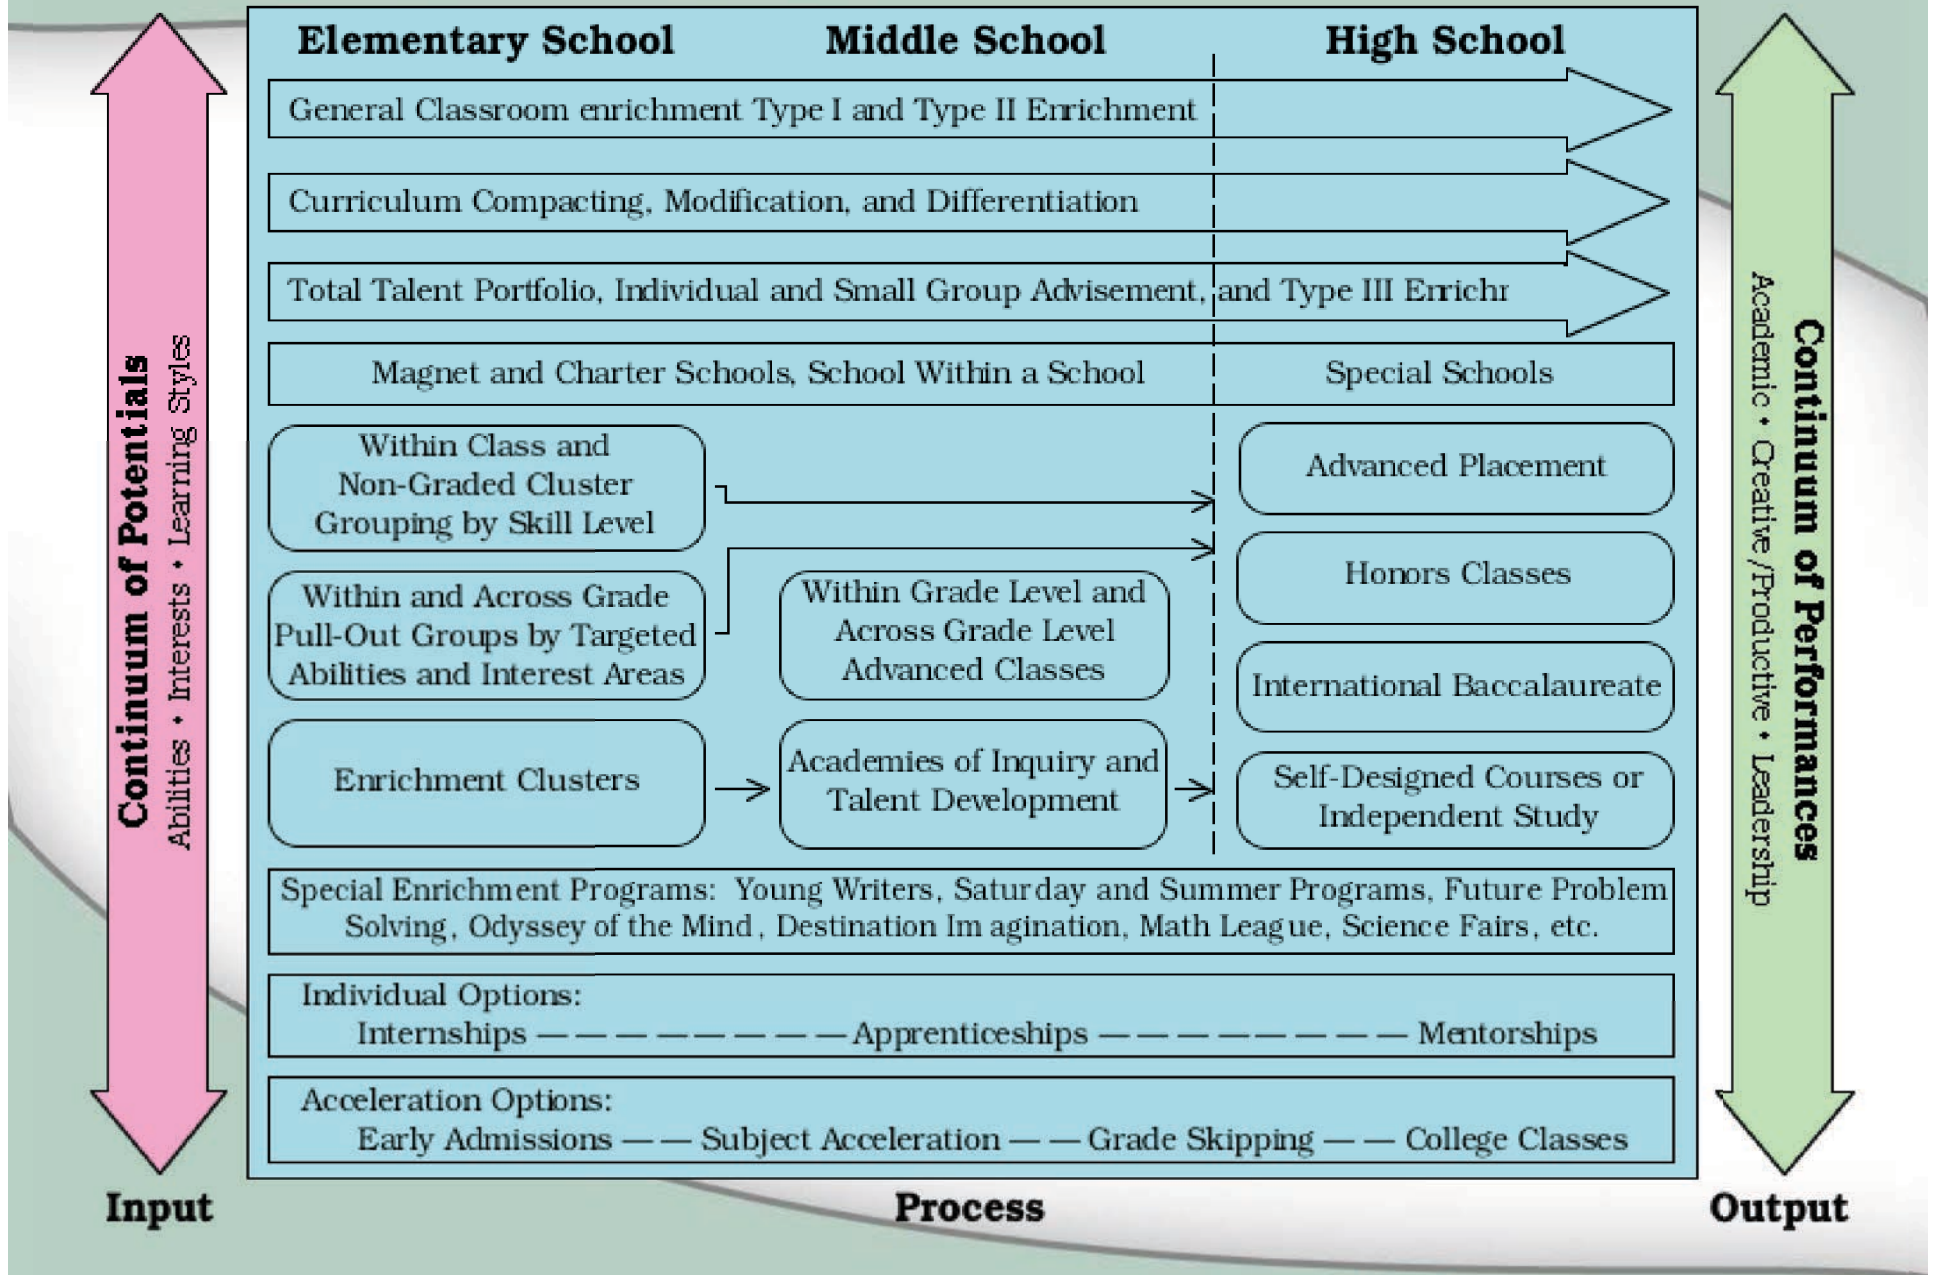 Elementary School
Middle School
High School
General Classroom enrichment Type I and Type II Enrichment
Curriculum Compacting, Modification, and Differentiation
Total Talent Portfolio, Individual and Small Group Advisement, and Type III Enrichr
Magnet and Charter Schools, School Within a School
Special Schools
Within Class and
Non-Graded Cluster
Grouping by Skill Level
Within and Across Grade
Pull-Out Groups by Targeted
Abilities and Interest Areas
Enrichment Clusters
Within Grade Level and
Across Grade Level
Advanced Classes
Academies of Inquiry and
Talent Development
Advanced Placement
Honors Classes
International Baccalaureate
Self-Designed Courses or
Independent Study
Special Enrichment Programs: Young Writers, Saturday and Summer Programs, Future Problem
Solving, Odyssey of the Mind, Destination Imagination, Math League, Science Fairs, etc.
Individual Options:
Internships — — — — — — — — Apprenticeships — — — — — — — — Mentorships
Acceleration Options:
Early Admissions — — Subject Acceleration — — Grade Skipping — — College Classes
Continuum of Potentials
Abilities • Interests • Learning Styles
Continuum of Performances
Academic • Creative/Productive • Leadership
Input
Process
Output